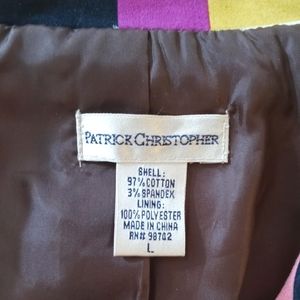 PATRICK CHRISTOPHER
SHELL:
97% COTTON
3% SPANDEX
LINING:
100% POLYESTER
MADE IN CHINA
RN# 98702
L